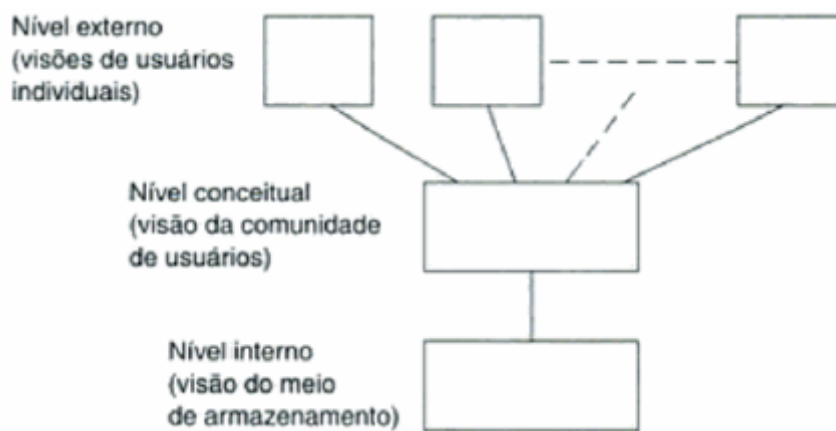 Nível externo
(visões de usuários
individuais)
Nível conceitual
(visão da comunidade
de usuários)
Nível interno
(visão do meio
de armazenamento)